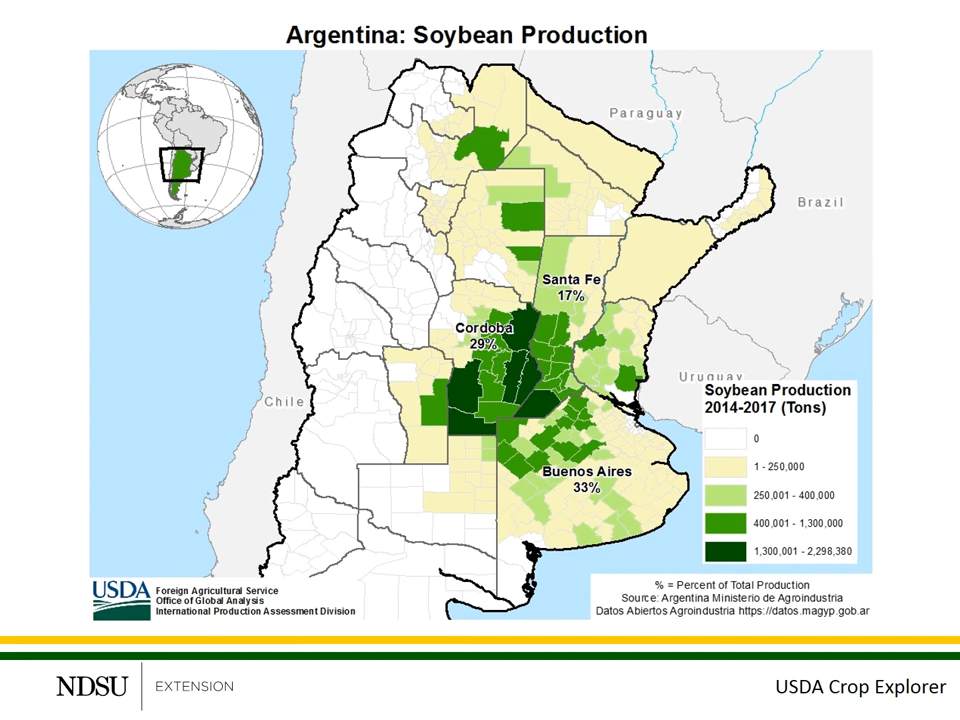 Argentina: Soybean Production
Paraguay
Brazil
Santa Fe
17%
Cordoba
29%
Uruguay
Chile
Soybean Production
2014-2017 (Tons)
0
1 - 250,000
250,001 - 400,000
400,001 - 1,300,000
1,300,001 - 2,298,380
Buenos Aires
33%
USDA
Foreign Agricultural Service
Office of Global Analysis
International Production Assessment Division
% = Percent of Total Production
Source: Argentina Ministerio de Agroindustria
Datos Abiertos Agroindustria https://datos.magyp.gob.ar
NDSU
EXTENSION
USDA Crop Explorer